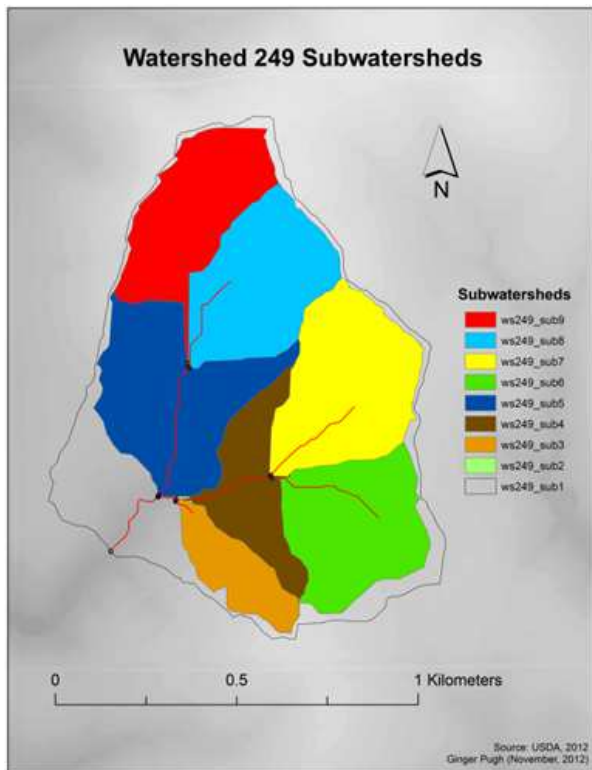 Watershed 249 Subwatersheds
N
Subwatersheds
ws249_sub9
ws249_sub8
ws249_sub7
ws249_sub6
ws249_sub5
ws249_sub4
ws249_sub3
ws249_sub2
ws249_sub1
0 0.5 1 Kilometers
Source: USDA, 2012
Ginger Pugh (November, 2012)